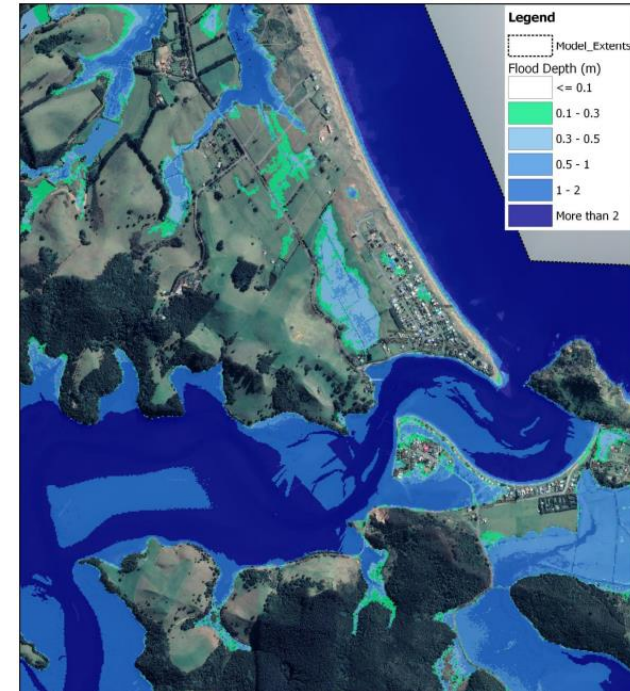 Legend
Model_Extents
Flood Depth (m)
<= 0.1
0.1 - 0.3
0.3 - 0.5
0.5 - 1
1 - 2
More than 2